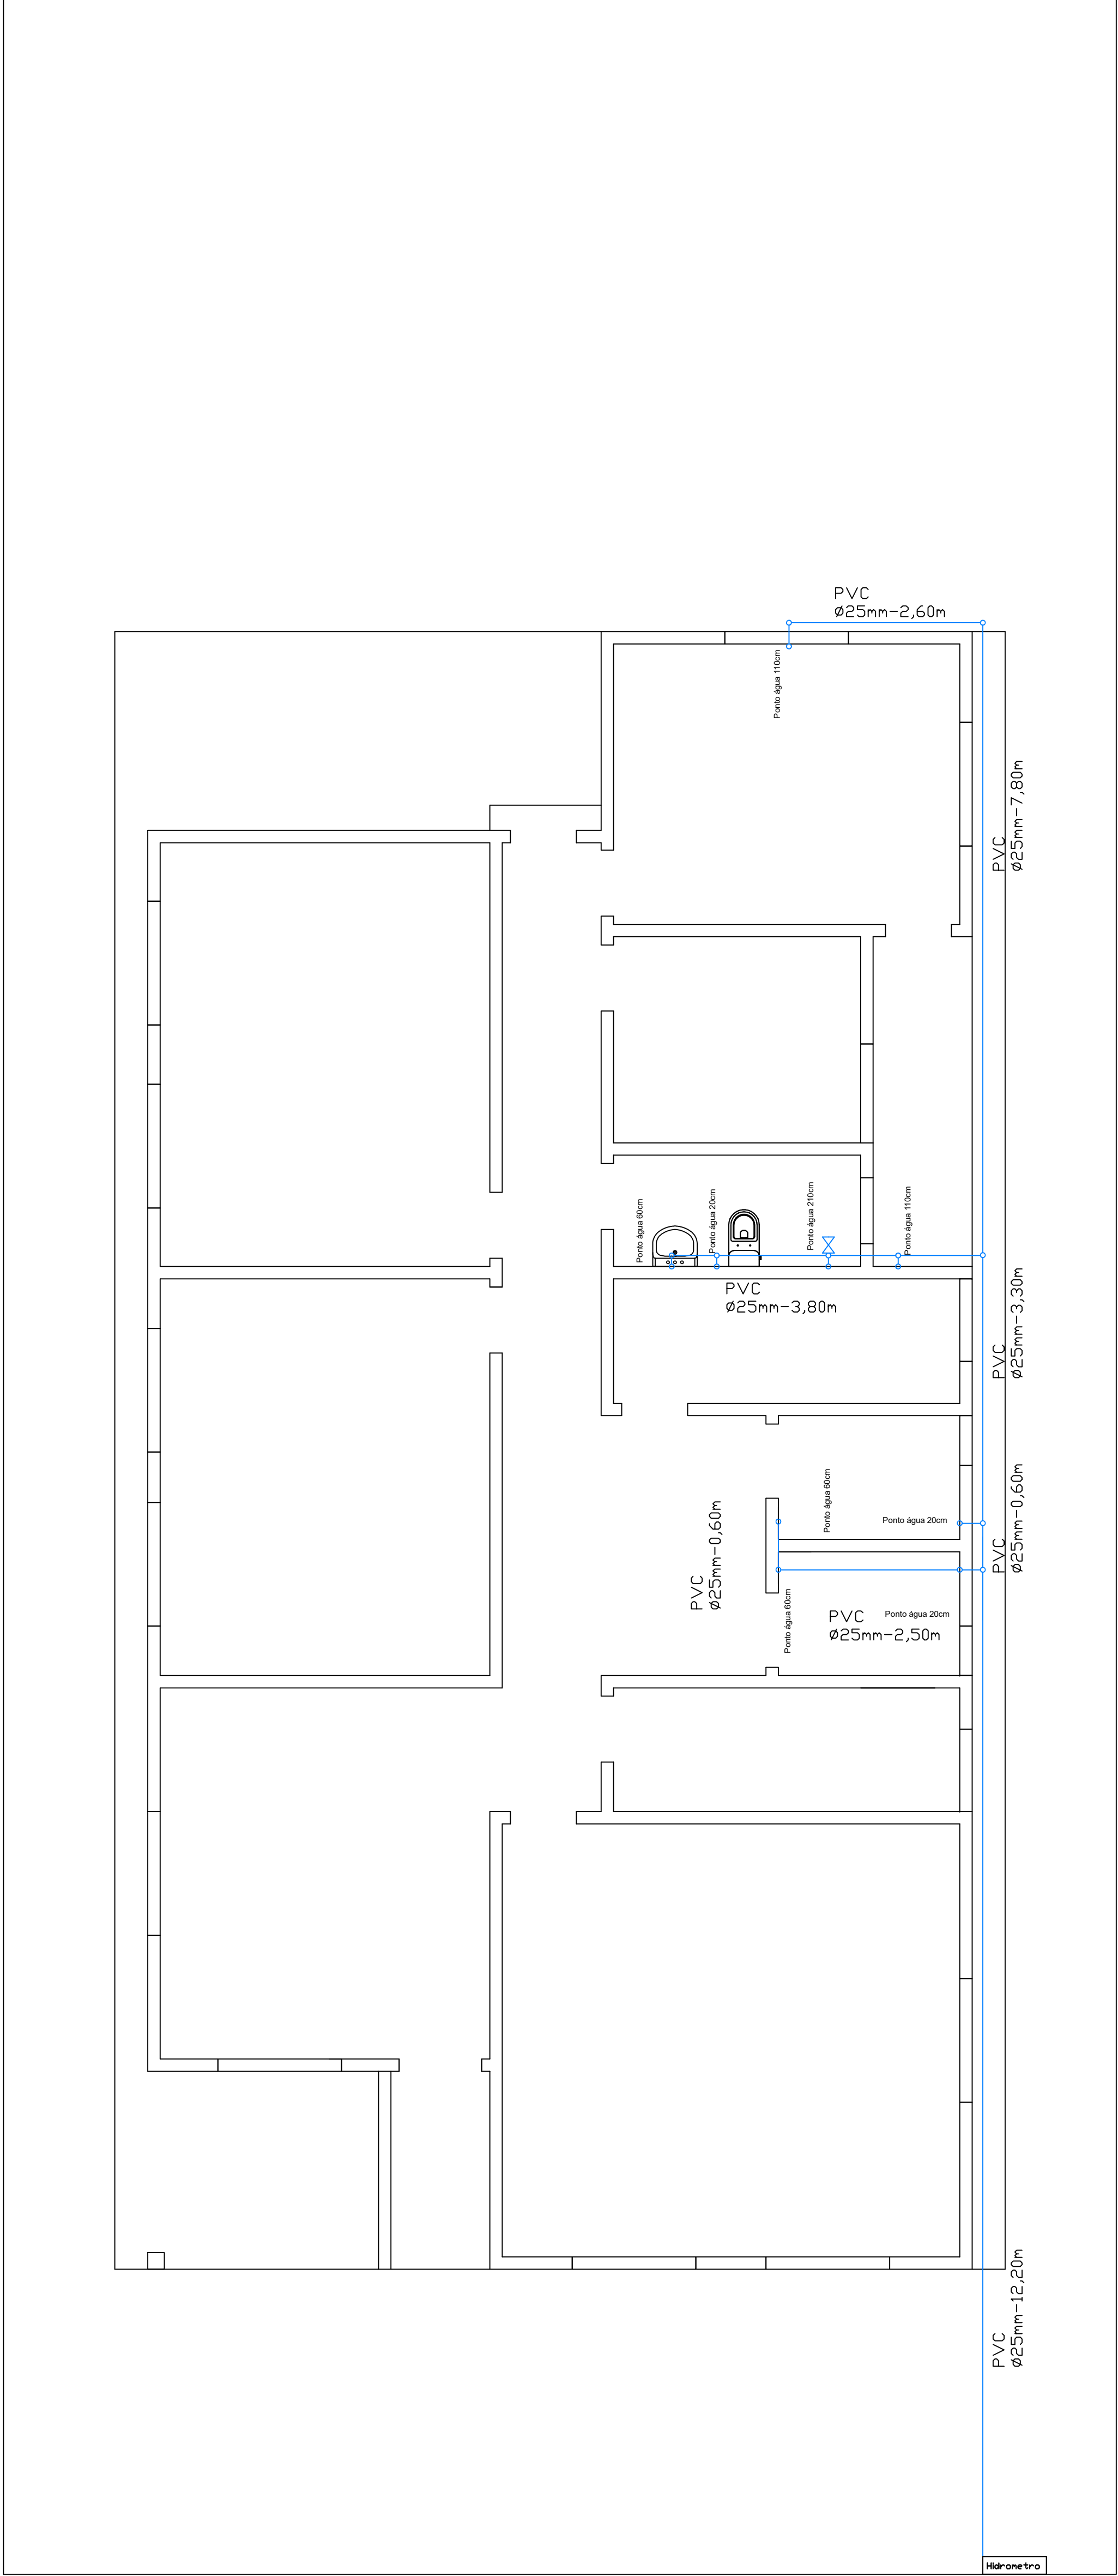 PVC
Ø25mm-2,60m
Ponto água 110cm
PVC
Ø25mm-7,80m
Ponto água 60cm
Ponto água 20cm
Ponto água 210cm
Ponto água 110cm
PVC
Ø25mm-3,80m
PVC
Ø25mm-3,30m
Ponto água 60cm
Ponto água 20cm
PVC
Ø25mm-0,60m
PVC
Ø25mm-0,60m
Ponto água 60cm
Ponto água 20cm
PVC
Ø25mm-2,50m
PVC
Ø25mm-12,20m
Hidrometro